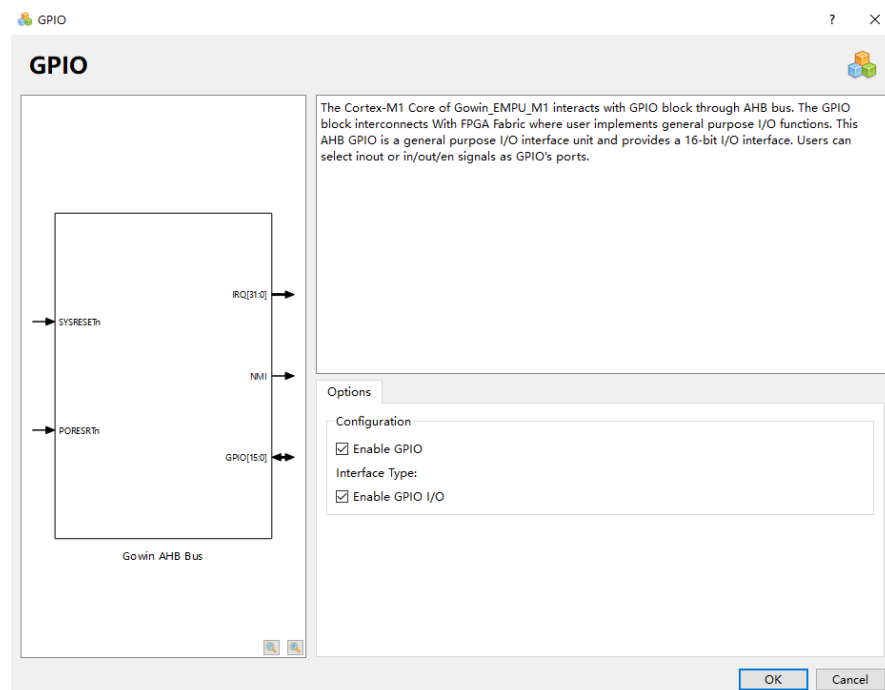 GPIO
?
GPIO
The Cortex-M1 Core of Gowin_EMPU_M1 interacts with GPIO block through AHB bus. The GPIO
block interconnects With FPGA Fabric where user implements general purpose I/O functions. This
AHB GPIO is a general purpose I/O interface unit and provides a 16-bit I/O interface. Users can
select inout or in/out/en signals as GPIO's ports.
IRQ[31:0]
SYSRESETn
NMI
PORESRTn
GPIO[15:0]
Gowin AHB Bus
Options
Configuration
Enable GPIO
Interface Type:
Enable GPIO I/O
OK
Cancel